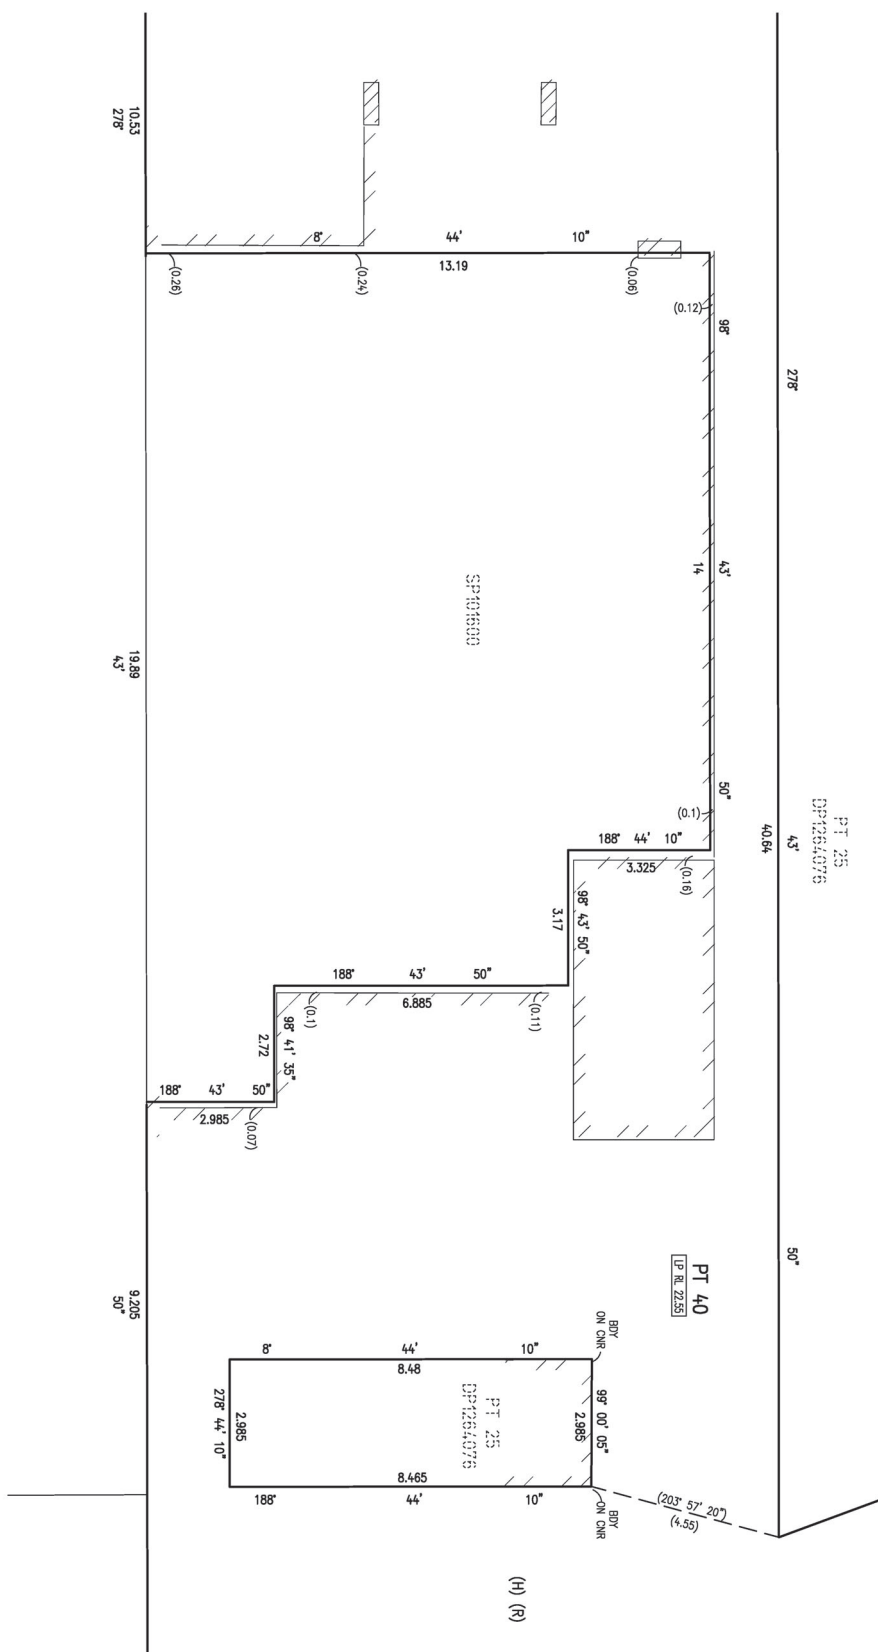 10.53
278°
8° 44' 10"
13.19
(0.26)
(0.24)
(0.06)
(0.12)
98° 43' 50"
14
278° 43' 50"
40.64
PT 25
DP1264076
SP101600
19.89
43'
(0.1)
188° 44' 10"
3.325
(0.16)
98° 43' 50"
3.17
188° 43' 50"
6.885
(0.1)
(0.11)
98° 41' 35"
2.72
188° 43' 50"
2.985
(0.07)
9.205
50"
PT 40
LP RL 22.55
BDY
ON CNR
8° 44' 10"
8.48
PT 25
DP1264076
99° 00' 05"
2.985
2.985
278° 44' 10"
8.465
188° 44' 10"
BDY
ON CNR
(203° 57' 20")
(4.55)
(H) (R)